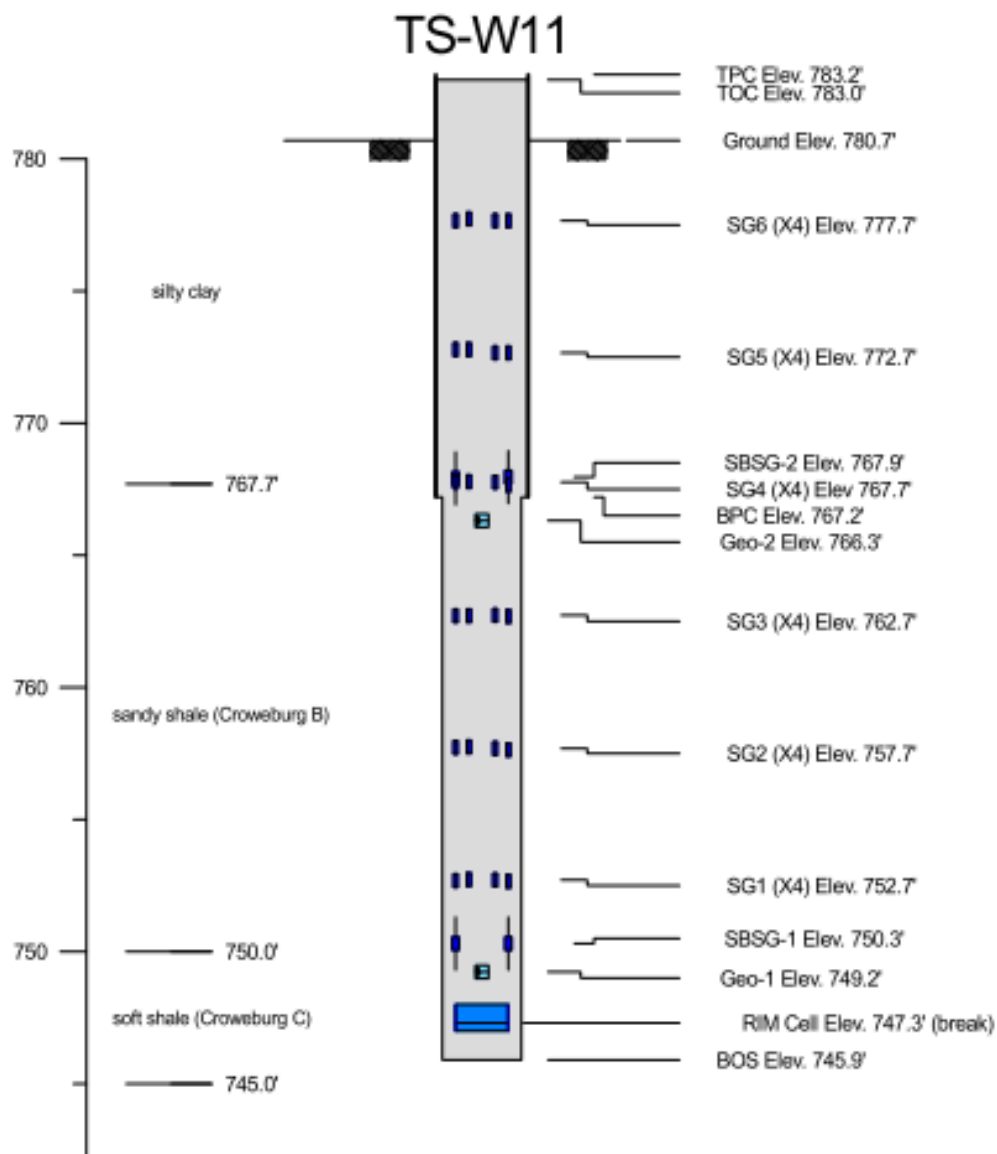 TS-W11
TPC Elev. 783.2'
TOC Elev. 783.0'
Ground Elev. 780.7'
780
SG6 (X4) Elev. 777.7'
silty clay
SG5 (X4) Elev. 772.7'
770
SBSG-2 Elev. 767.9'
767.7'
SG4 (X4) Elev 767.7'
BPC Elev. 767.2'
Geo-2 Elev. 766.3'
SG3 (X4) Elev. 762.7'
760
sandy shale (Croweburg B)
SG2 (X4) Elev. 757.7'
SG1 (X4) Elev. 752.7'
SBSG-1 Elev. 750.3'
750
750.0'
Geo-1 Elev. 749.2'
soft shale (Croweburg C)
RIM Cell Elev. 747.3' (break)
BOS Elev. 745.9'
745.0'